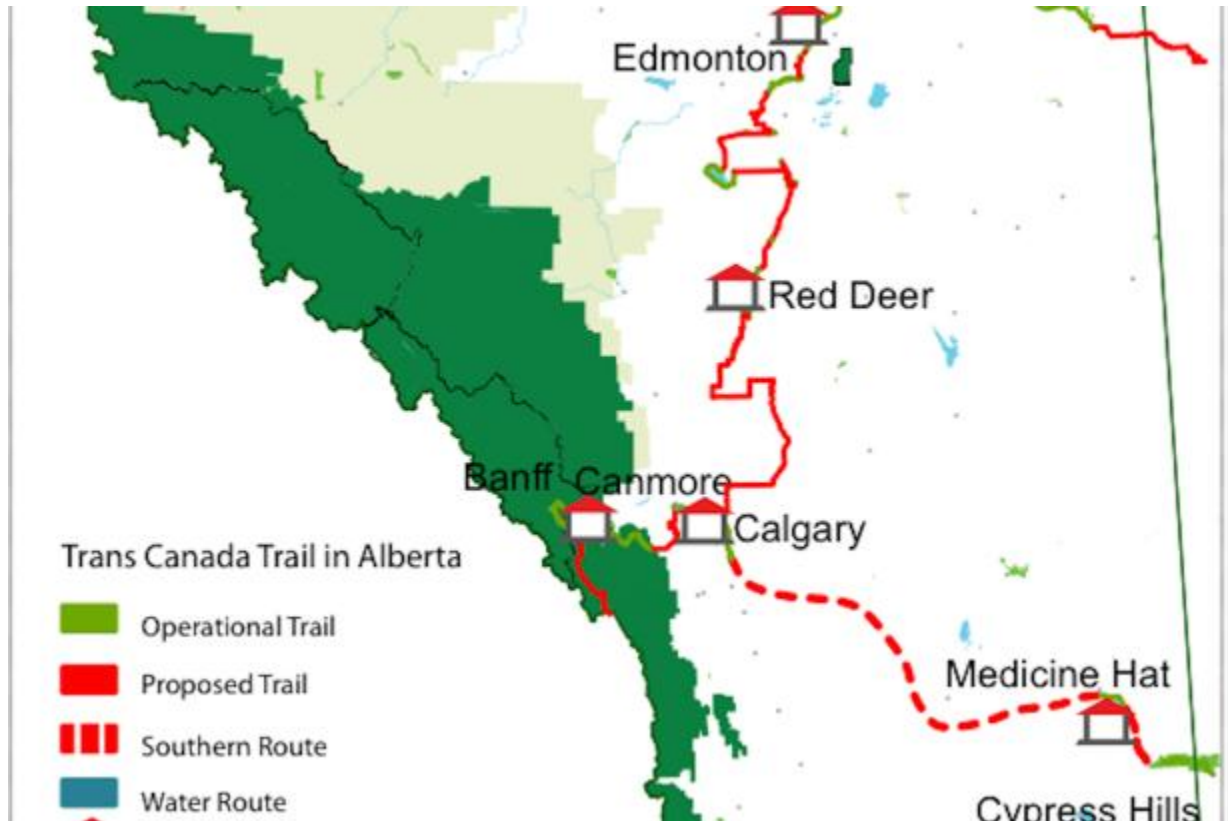 Edmonton
Red Deer
Banff Canmore
Calgary
Trans Canada Trail in Alberta
Operational Trail
Medicine Hat
Proposed Trail
Southern Route
Water Route
Cypress Hills